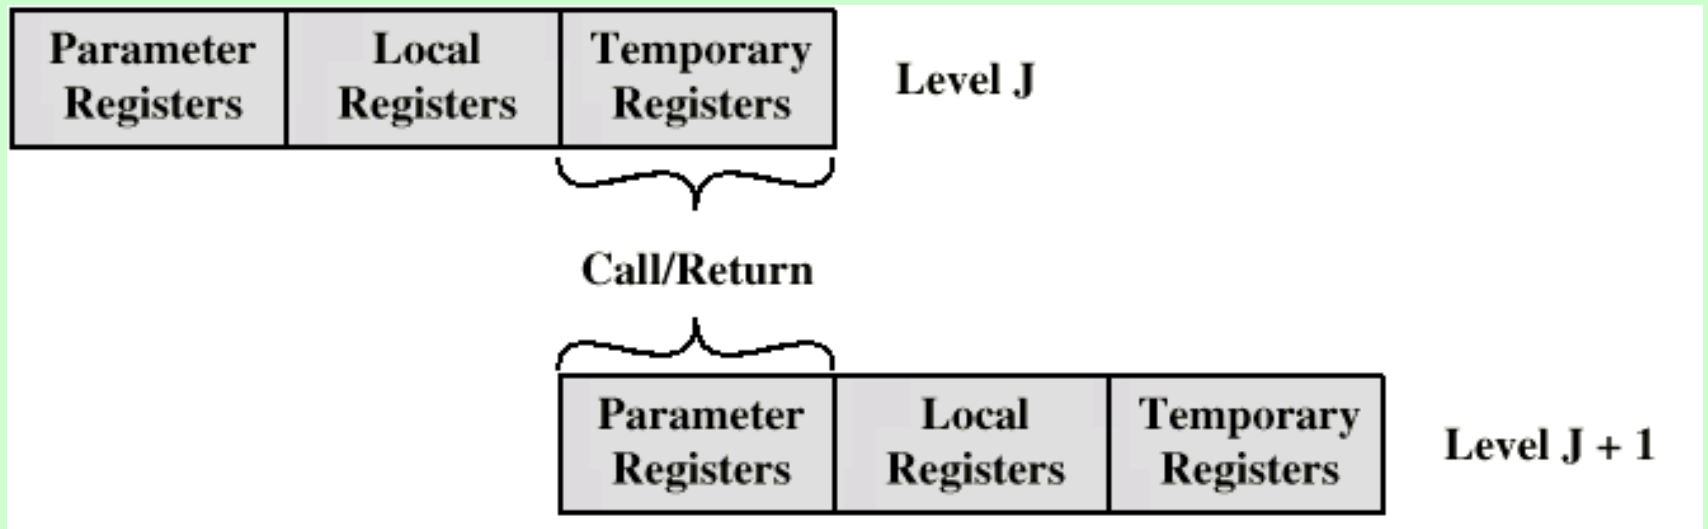 Parameter
Registers
Local
Registers
Temporary
Registers
Level J
Call/Return
Parameter
Registers
Local
Registers
Temporary
Registers
Level J + 1